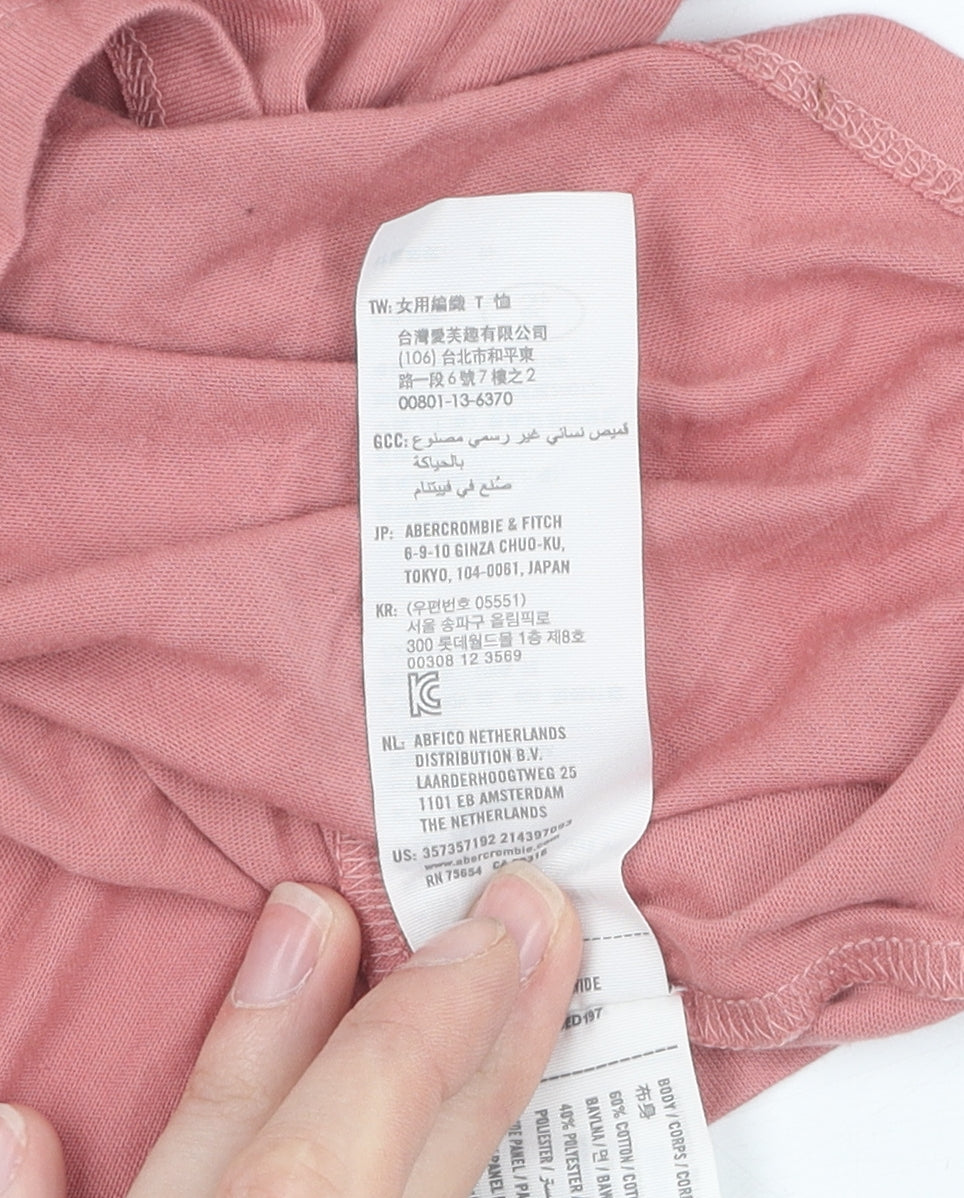 TW: 女用編織 T 恤
台灣愛芙趣有限公司
(106) 台北市和平東
路一段6號7樓之2
00801-13-6370
GCC: قميص نسائي غير رسمي مصنوع
بالحياكة
صُنع في فييتنام
JP: ABERCROMBIE & FITCH
6-9-10 GINZA CHUO-KU,
TOKYO, 104-0061, JAPAN
KR: (우편번호 05551)
서울 송파구 올림픽로
300 롯데월드몰 1층 제8호
00308 12 3569
KC
NL: ABFICO NETHERLANDS
DISTRIBUTION B.V.
LAARDERHOOGTWEG 25
1101 EB AMSTERDAM
THE NETHERLANDS
US: 357357192 214397093
www.abercrombie.com
RN 75654 CA
BODY / CORPS /
布身
60% COTTON /
BAVLNA / 면 /
40% POLYESTER
POLIESTER /